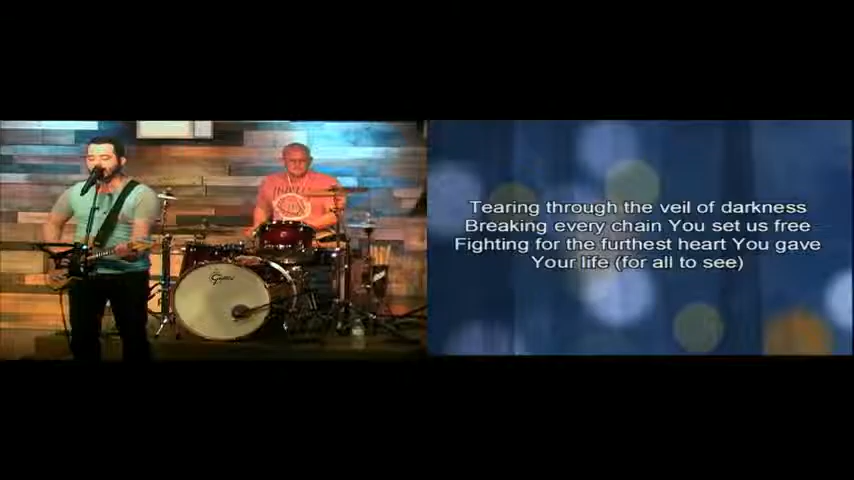 Tearing through the veil of darkness
Breaking every chain You set us free
Fighting for the furthest heart You gave
Your life (for all to see)